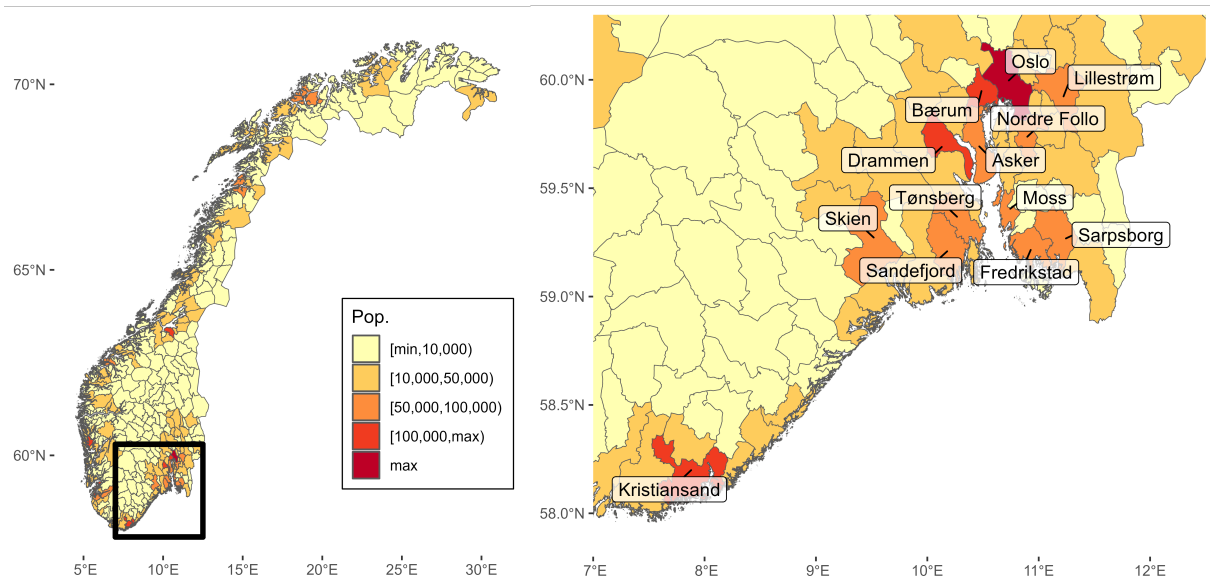 70°N
65°N
60°N
5°E
10°E
15°E
20°E
25°E
30°E
Pop.
[min,10,000)
[10,000,50,000)
[50,000,100,000)
[100,000,max)
max
60.0°N
59.5°N
59.0°N
58.5°N
58.0°N
7°E
8°E
9°E
10°E
11°E
12°E
Oslo
Lillestrøm
Bærum
Nordre Follo
Drammen
Asker
Tønsberg
Moss
Skien
Sarpsborg
Sandefjord
Fredrikstad
Kristiansand